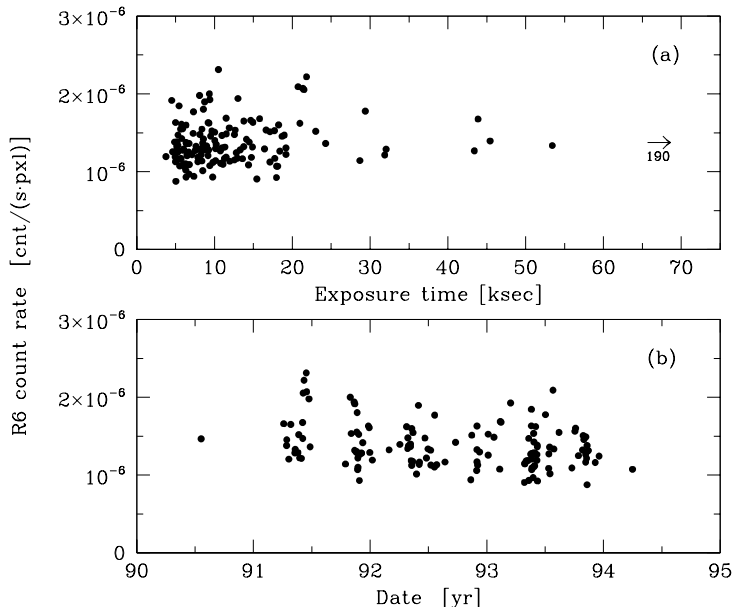 3×10⁻⁶
2×10⁻⁶
10⁻⁶
0
(a)
190
0 10 20 30 40 50 60 70
Exposure time [ksec]
R6 count rate [cnt/(s·pxl)]
3×10⁻⁶
2×10⁻⁶
10⁻⁶
0
(b)
90 91 92 93 94 95
Date [yr]